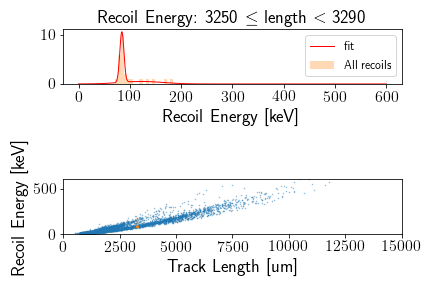 Recoil Energy: 3250 ≤ length < 3290
10
0
fit
All recoils
0 100 200 300 400 500 600
Recoil Energy [keV]
Recoil Energy [keV]
500
0
0 2500 5000 7500 10000 12500 15000
Track Length [um]